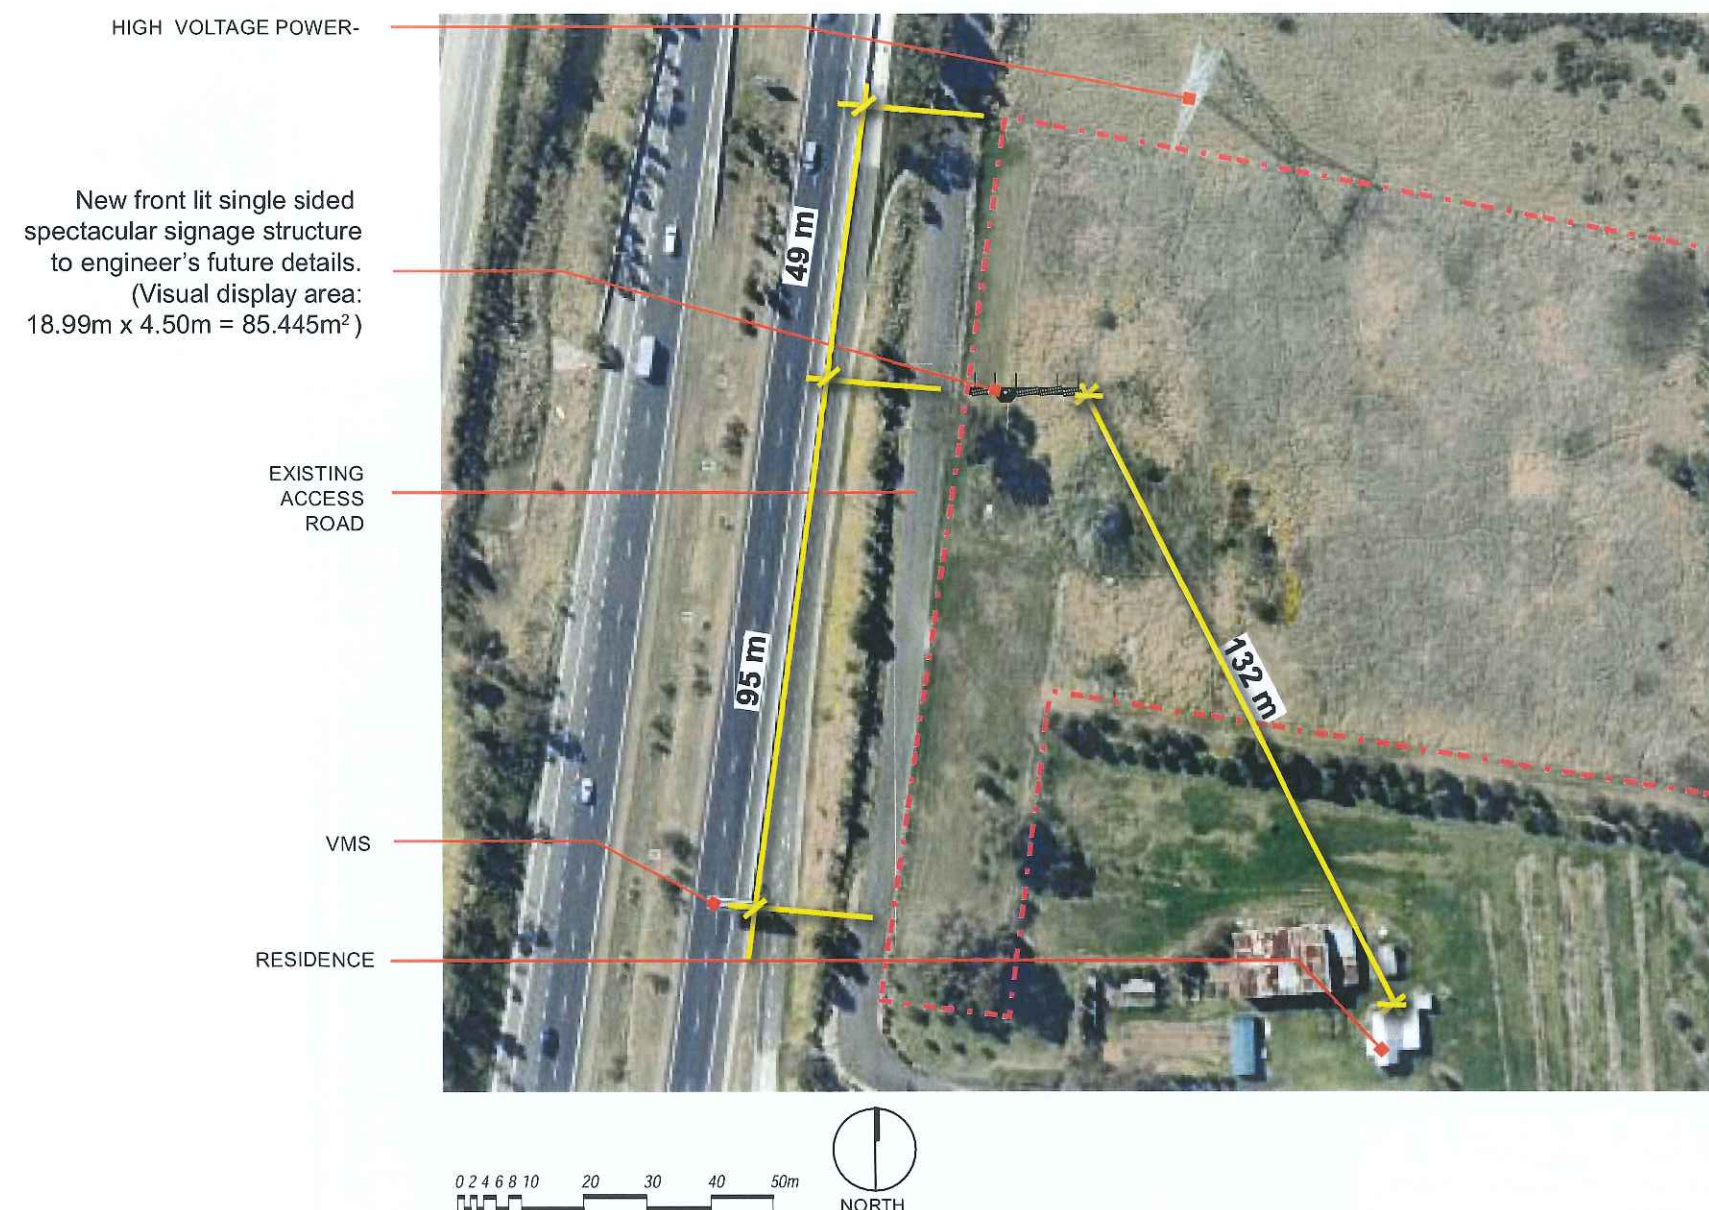 HIGH VOLTAGE POWER-
New front lit single sided
spectacular signage structure
to engineer's future details.
(Visual display area:
18.99m x 4.50m = 85.445m²)
49 m
EXISTING
ACCESS
ROAD
95 m
132 m
VMS
RESIDENCE
0 2 4 6 8 10 20 30 40 50m
NORTH